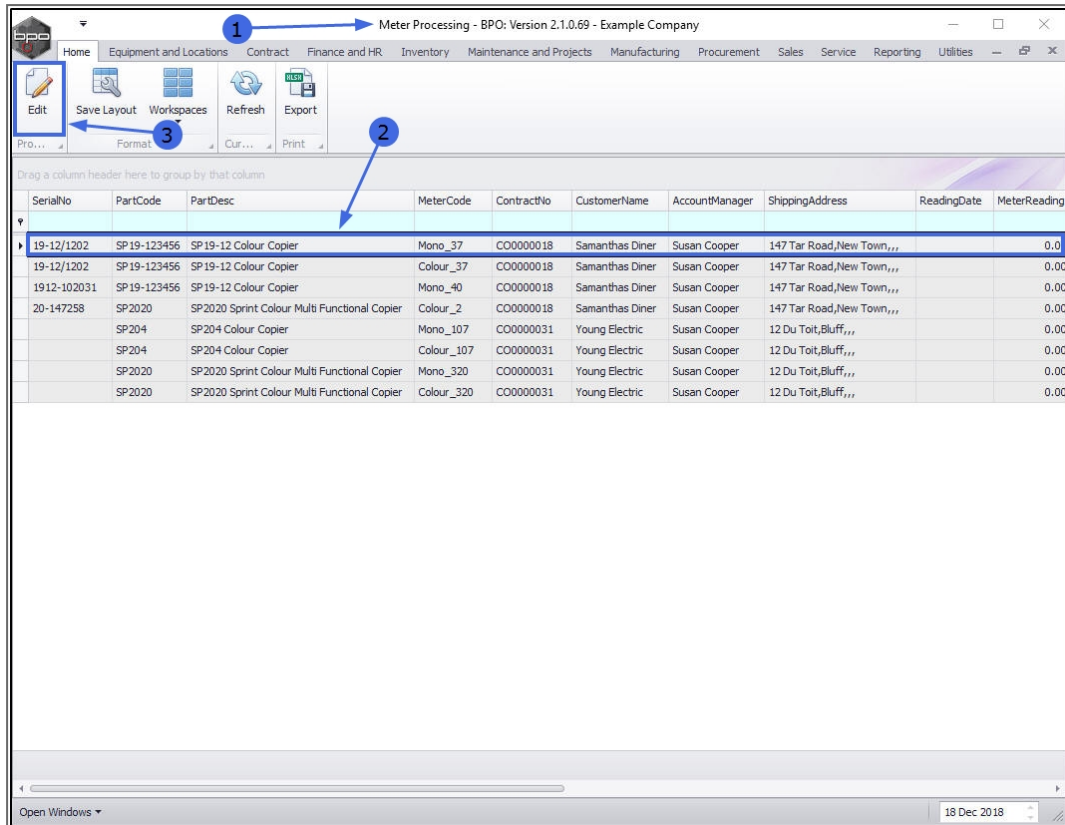 1 Meter Processing - BPO: Version 2.1.0.69 - Example Company
bpo
Home Equipment and Locations Contract Finance and HR Inventory Maintenance and Projects Manufacturing Procurement Sales Service Reporting Utilities
XLSX
Edit Save Layout Workspaces Refresh Export
3 2
Pro... Format Cur... Print
Drag a column header here to group by that column
SerialNo PartCode PartDesc MeterCode ContractNo CustomerName AccountManager ShippingAddress ReadingDate MeterReading
19-12/1202 SP19-123456 SP19-12 Colour Copier Mono_37 CO0000018 Samanthas Diner Susan Cooper 147 Tar Road,New Town,,, 0.0
19-12/1202 SP19-123456 SP19-12 Colour Copier Colour_37 CO0000018 Samanthas Diner Susan Cooper 147 Tar Road,New Town,,, 0.00
1912-102031 SP19-123456 SP19-12 Colour Copier Mono_40 CO0000018 Samanthas Diner Susan Cooper 147 Tar Road,New Town,,, 0.00
20-147258 SP2020 SP2020 Sprint Colour Multi Functional Copier Colour_2 CO0000018 Samanthas Diner Susan Cooper 147 Tar Road,New Town,,, 0.00
SP204 SP204 Colour Copier Mono_107 CO0000031 Young Electric Susan Cooper 12 Du Toit,Bluff,,, 0.00
SP204 SP204 Colour Copier Colour_107 CO0000031 Young Electric Susan Cooper 12 Du Toit,Bluff,,, 0.00
SP2020 SP2020 Sprint Colour Multi Functional Copier Mono_320 CO0000031 Young Electric Susan Cooper 12 Du Toit,Bluff,,, 0.00
SP2020 SP2020 Sprint Colour Multi Functional Copier Colour_320 CO0000031 Young Electric Susan Cooper 12 Du Toit,Bluff,,, 0.00
Open Windows 18 Dec 2018